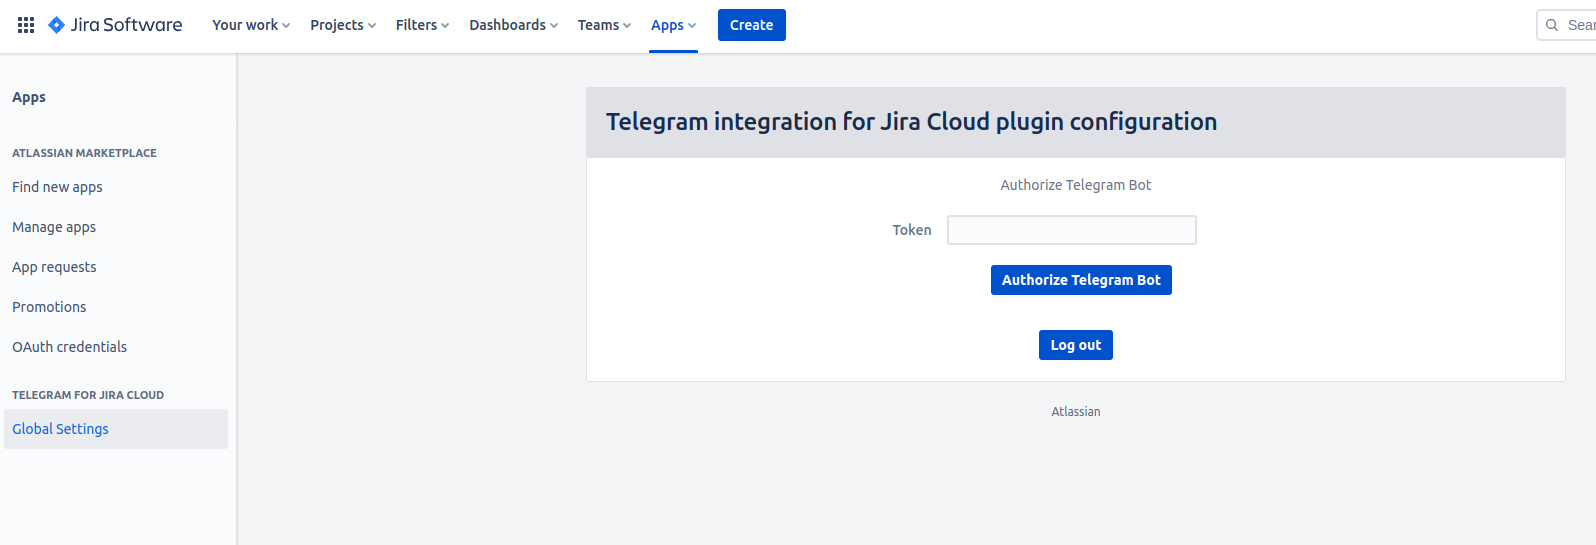 Jira Software Your work Projects Filters Dashboards Teams Apps Create
Apps
ATLASSIAN MARKETPLACE
Find new apps
Manage apps
App requests
Promotions
OAuth credentials
TELEGRAM FOR JIRA CLOUD
Global Settings
Telegram integration for Jira Cloud plugin configuration
Authorize Telegram Bot
Token
Authorize Telegram Bot
Log out
Atlassian